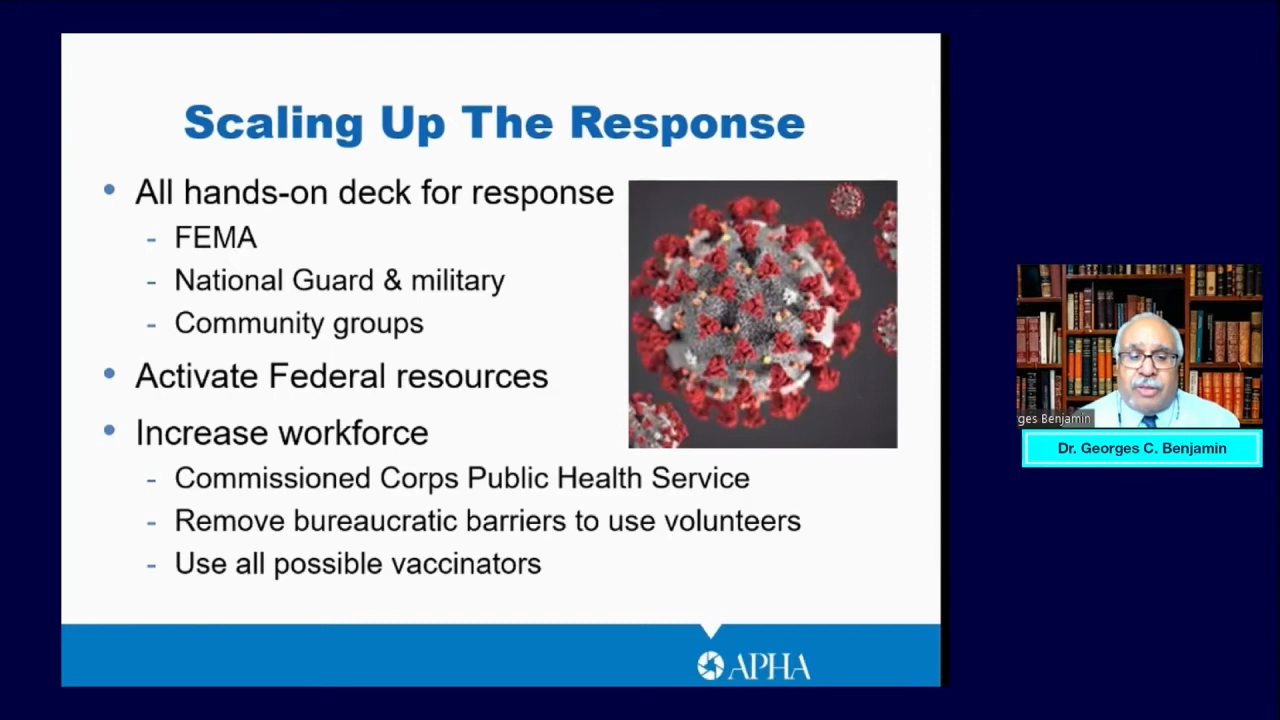 Scaling Up The Response
• All hands-on deck for response
- FEMA
- National Guard & military
- Community groups
• Activate Federal resources
• Increase workforce
- Commissioned Corps Public Health Service
- Remove bureaucratic barriers to use volunteers
- Use all possible vaccinators
APHA
ges Benjamin
Dr. Georges C. Benjamin